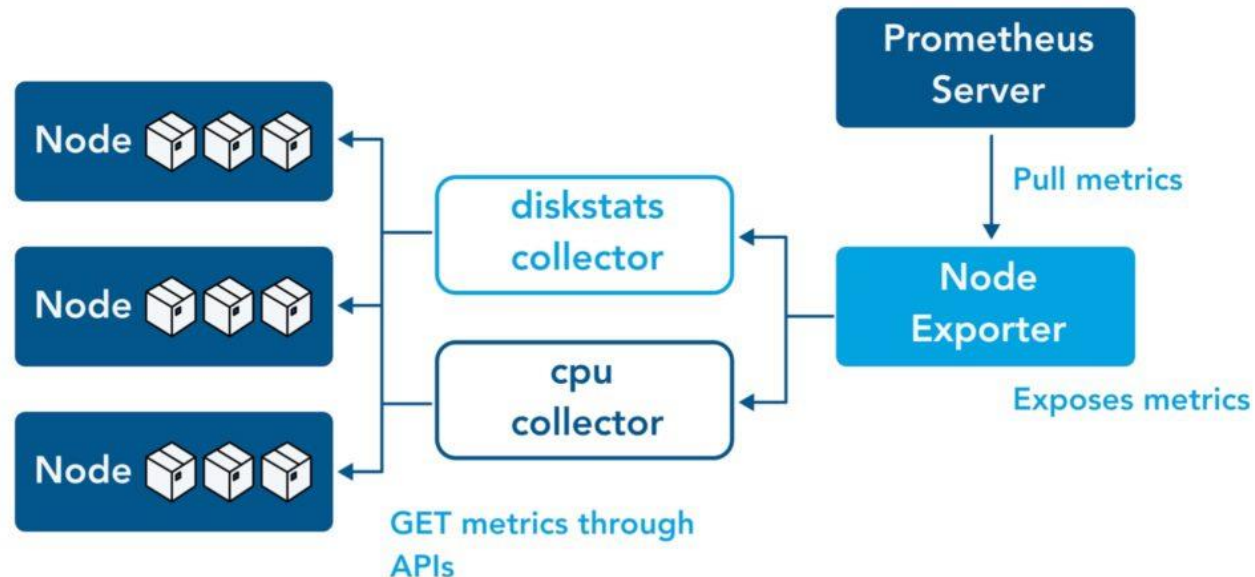 Prometheus
Server
Node
Pull metrics
diskstats
collector
Node
Node
Exporter
cpu
collector
Exposes metrics
Node
GET metrics through
APIs